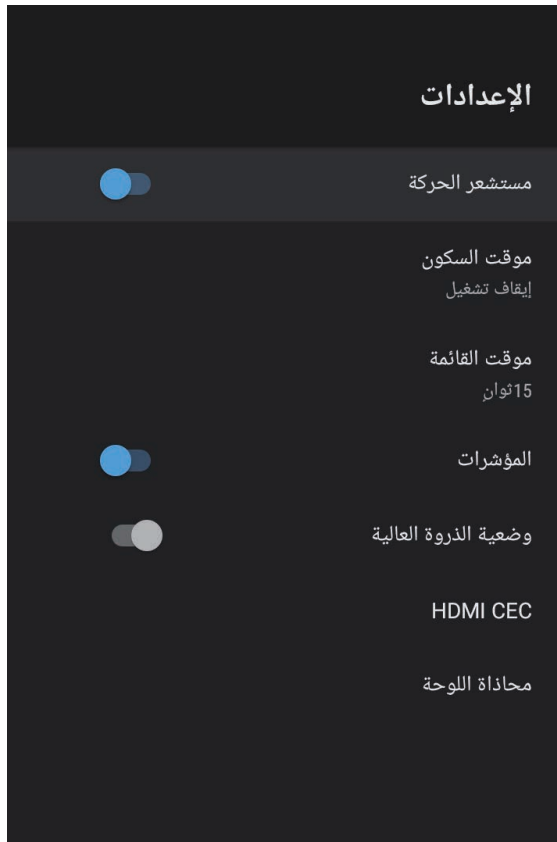 الإعدادات
مستشعر الحركة
موقت السكون
إيقاف تشغيل
موقت القائمة
15ثوانٍ
المؤشرات
وضعية الذروة العالية
HDMI CEC
محاذاة اللوحة